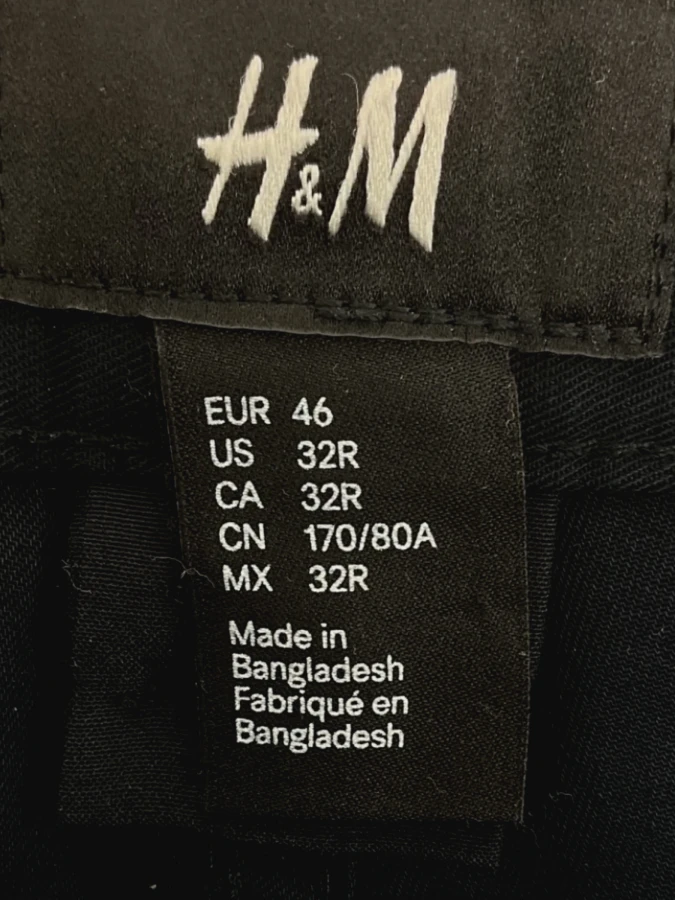 H&M
EUR 46
US 32R
CA 32R
CN 170/80A
MX 32R
Made in
Bangladesh
Fabriqué en
Bangladesh